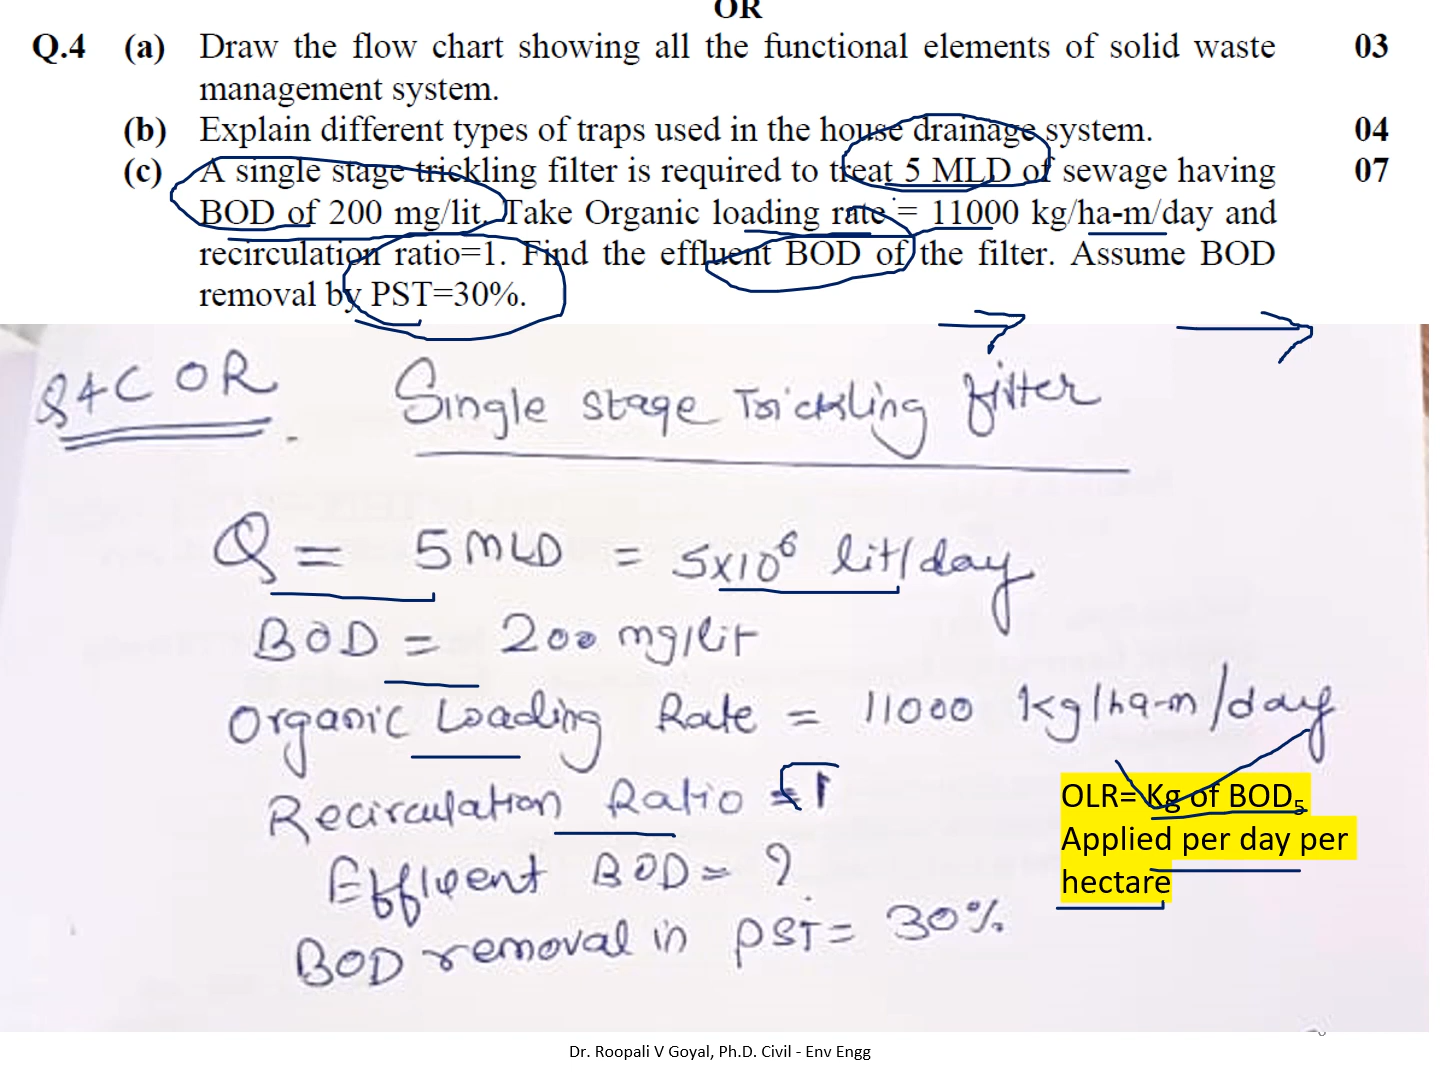 OR
Q.4 (a) Draw the flow chart showing all the functional elements of solid waste 03
management system.
(b) Explain different types of traps used in the house drainage system. 04
(c) A single stage trickling filter is required to treat 5 MLD of sewage having 07
BOD of 200 mg/lit. Take Organic loading rate = 11000 kg/ha-m/day and
recirculation ratio=1. Find the effluent BOD of the filter. Assume BOD
removal by PST=30%.
Q4C OR. Single stage Trickling filter
Q = 5 MLD = 5x10⁶ lit/day
BOD = 200 mg/lit
Organic Loading Rate = 11000 kg/ha-m/day
Recirculation Ratio = 1
Effluent BOD = ?
BOD removal in PST = 30%.
OLR= Kg of BOD₅
Applied per day per
hectare
Dr. Roopali V Goyal, Ph.D. Civil - Env Engg